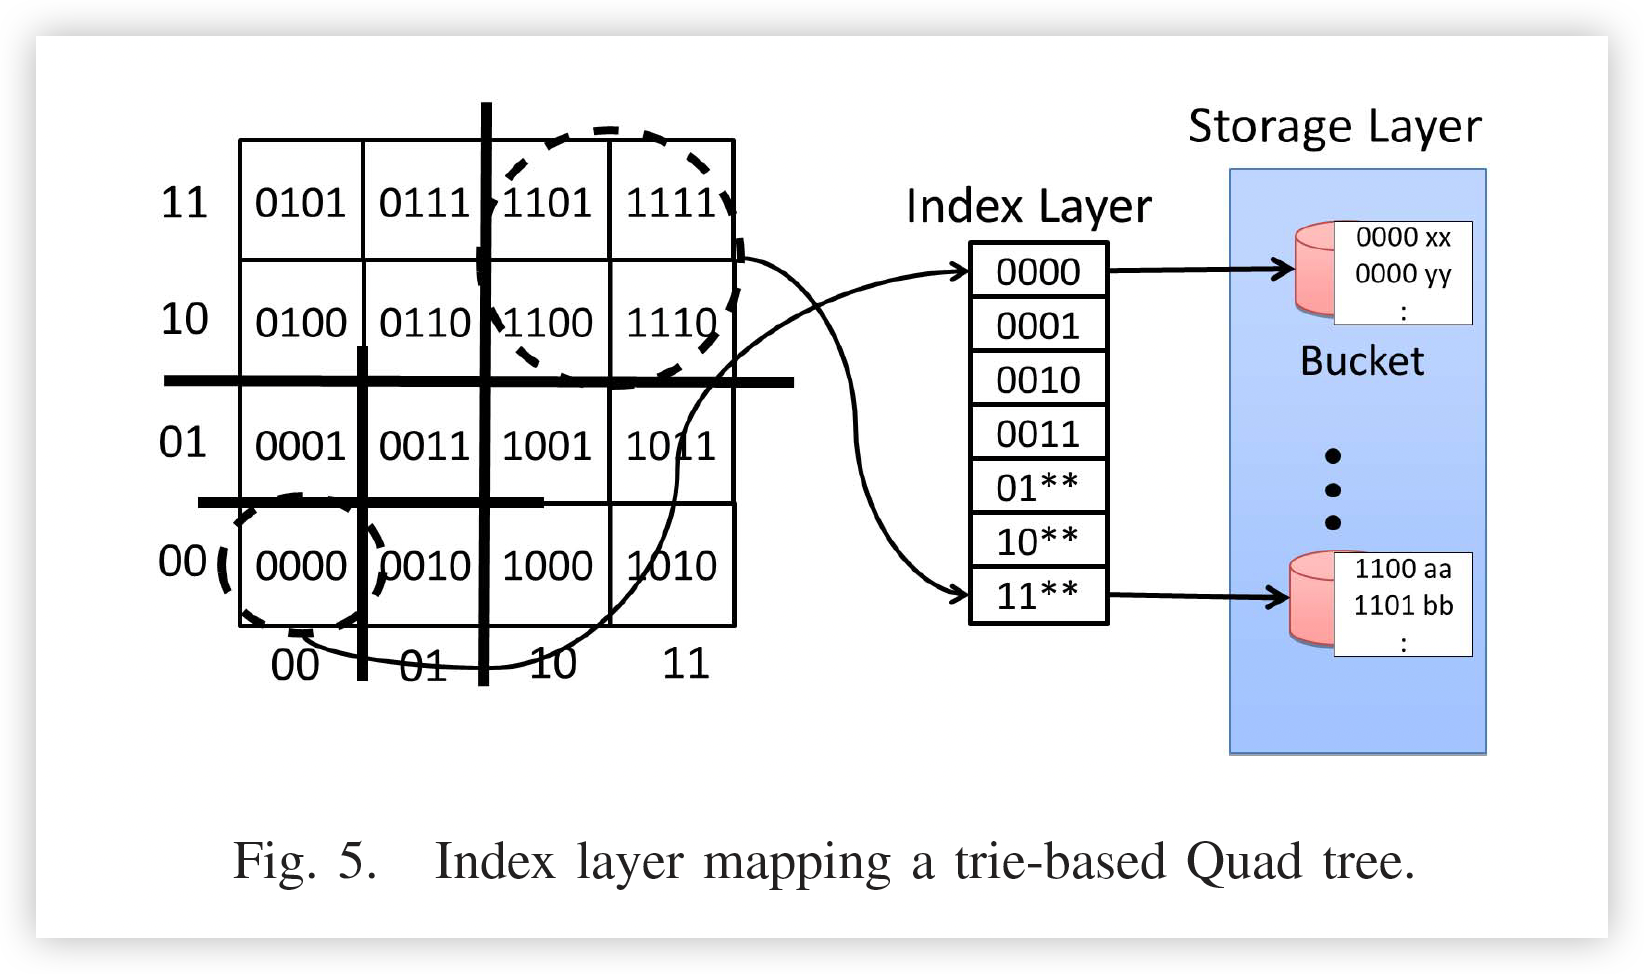 11 0101 0111 1101 1111
10 0100 0110 1100 1110
01 0001 0011 1001 1011
00 0000 0010 1000 1010
00 01 10 11
Index Layer
0000
0001
0010
0011
01**
10**
11**
Storage Layer
0000 xx
0000 yy
:
Bucket
1100 aa
1101 bb
:
Fig. 5. Index layer mapping a trie-based Quad tree.